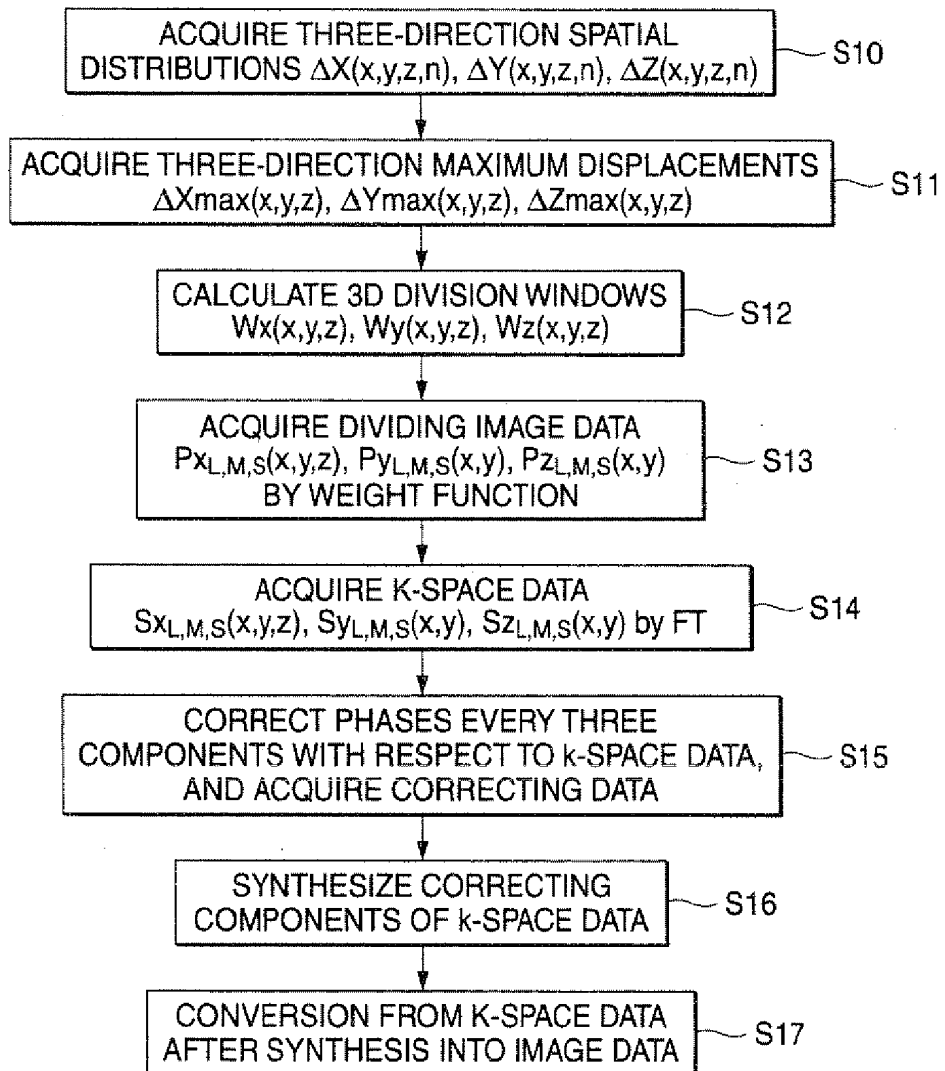 ACQUIRE THREE-DIRECTION SPATIAL
DISTRIBUTIONS ΔX(x,y,z,n), ΔY(x,y,z,n), ΔZ(x,y,z,n)
S10
ACQUIRE THREE-DIRECTION MAXIMUM DISPLACEMENTS
ΔXmax(x,y,z), ΔYmax(x,y,z), ΔZmax(x,y,z)
S11
CALCULATE 3D DIVISION WINDOWS
Wx(x,y,z), Wy(x,y,z), Wz(x,y,z)
S12
ACQUIRE DIVIDING IMAGE DATA
PxL,M,S(x,y,z), PyL,M,S(x,y), PzL,M,S(x,y)
BY WEIGHT FUNCTION
S13
ACQUIRE K-SPACE DATA
SxL,M,S(x,y,z), SyL,M,S(x,y), SzL,M,S(x,y) by FT
S14
CORRECT PHASES EVERY THREE
COMPONENTS WITH RESPECT TO k-SPACE DATA,
AND ACQUIRE CORRECTING DATA
S15
SYNTHESIZE CORRECTING
COMPONENTS OF k-SPACE DATA
S16
CONVERSION FROM K-SPACE DATA
AFTER SYNTHESIS INTO IMAGE DATA
S17